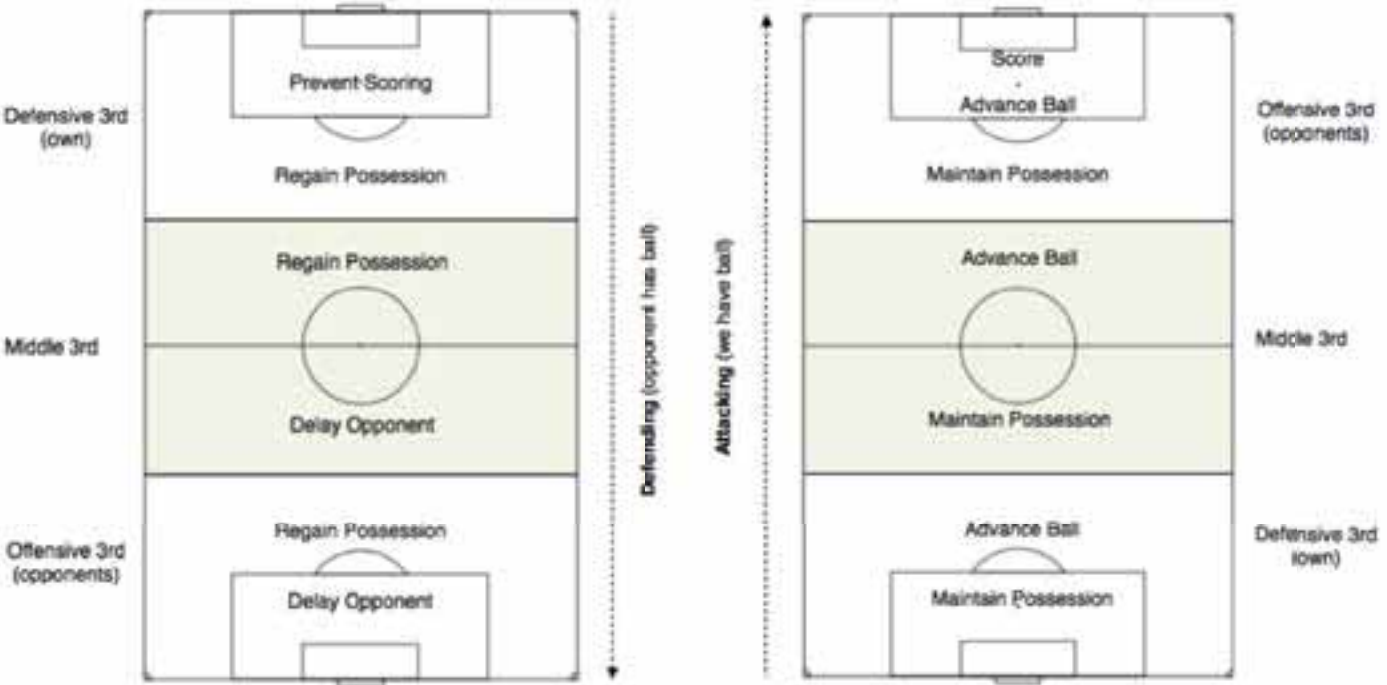 Defensive 3rd
(own)
Middle 3rd
Offensive 3rd
(opponents)
Prevent Scoring
Regain Possession
Regain Possession
Delay Opponent
Regain Possession
Delay Opponent
Defending (opponent has ball)
Attacking (we have ball)
Score
Advance Ball
Maintain Possession
Advance Ball
Maintain Possession
Advance Ball
Maintain Possession
Offensive 3rd
(opponents)
Middle 3rd
Defensive 3rd
(own)